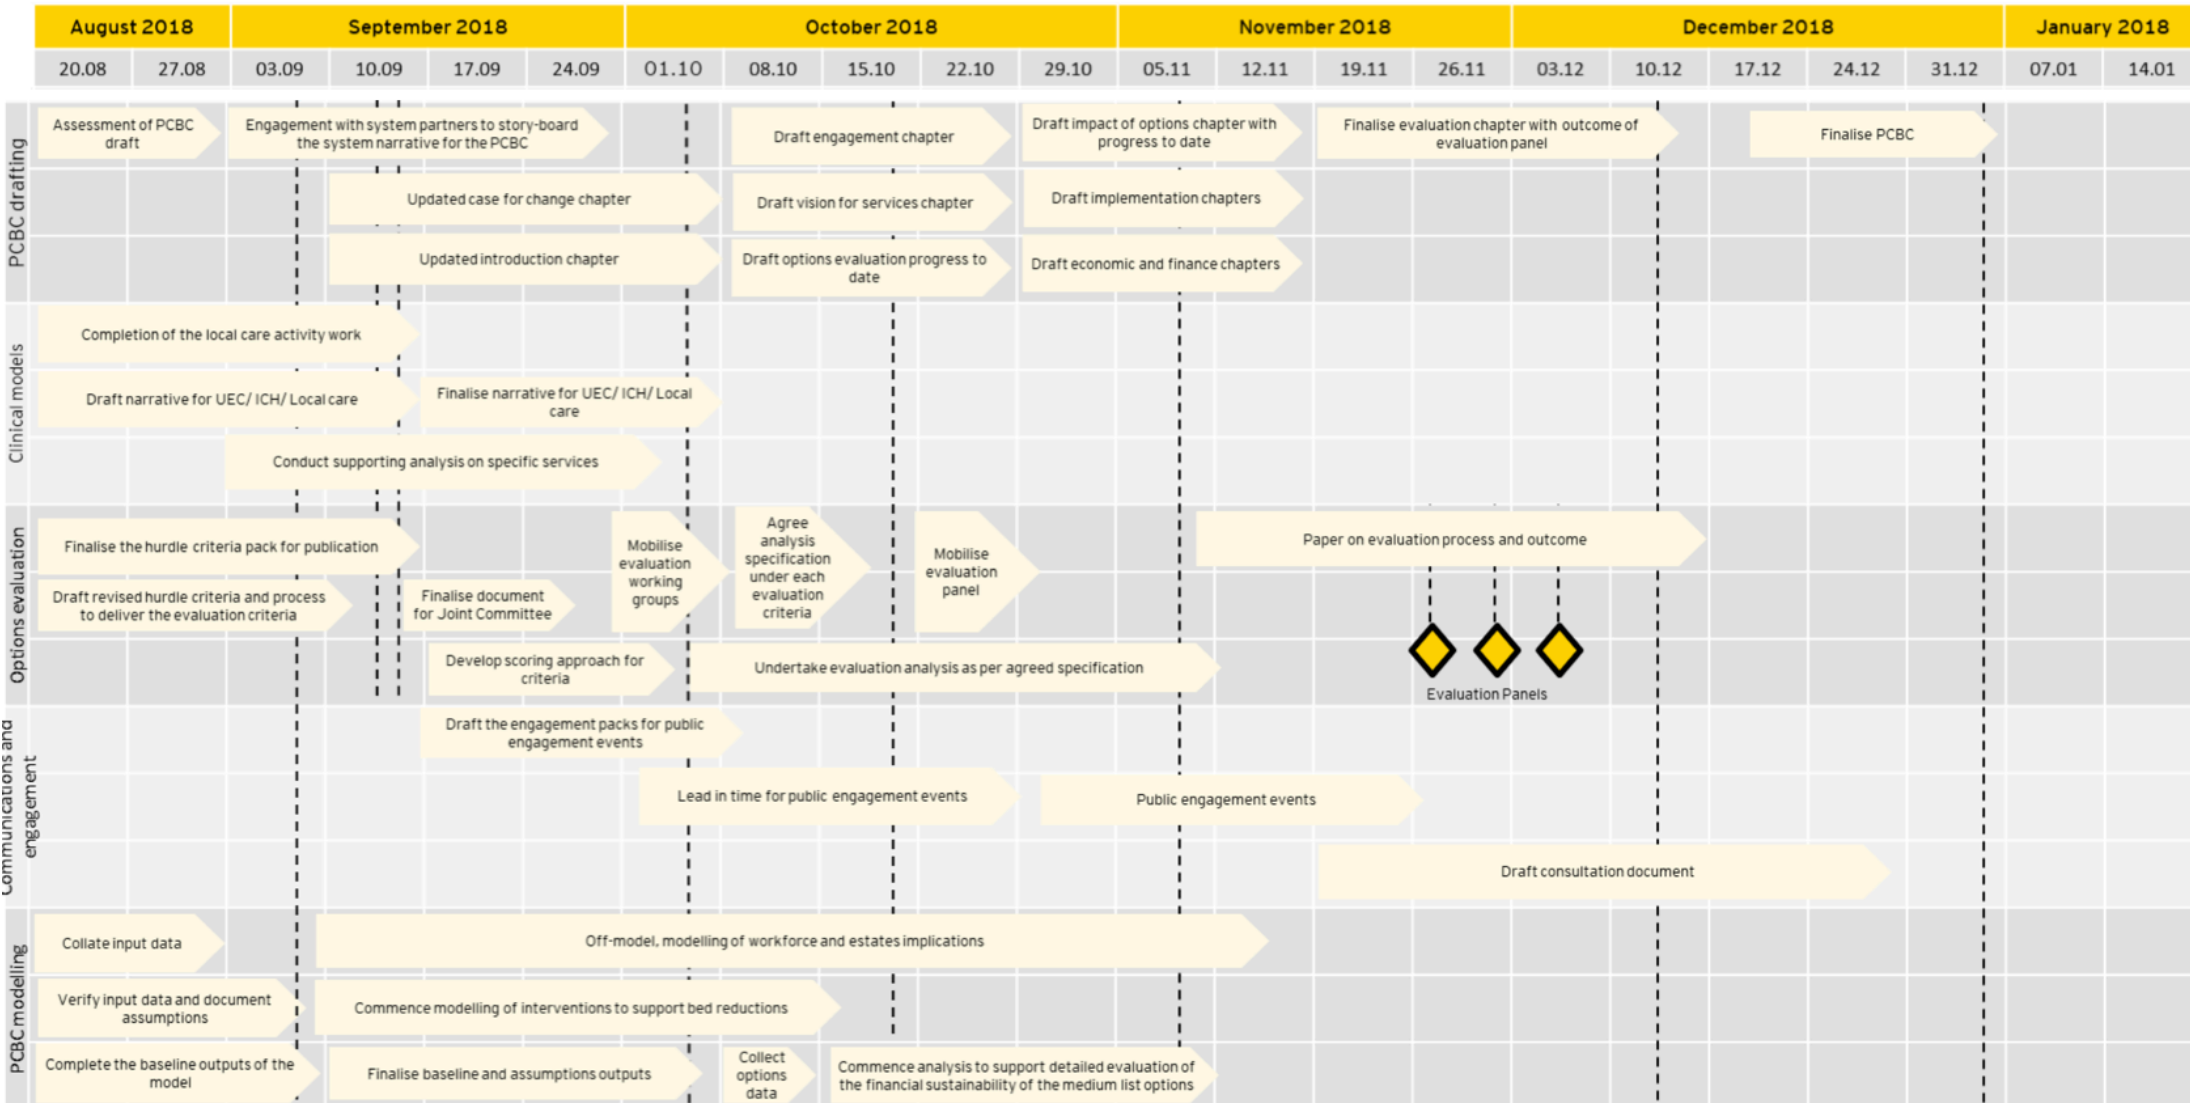 August 2018
September 2018
October 2018
November 2018
December 2018
January 2018
20.08
27.08
03.09
10.09
17.09
24.09
01.10
08.10
15.10
22.10
29.10
05.11
12.11
19.11
26.11
03.12
10.12
17.12
24.12
31.12
07.01
14.01
PCBC drafting
Assessment of PCBC
draft
Engagement with system partners to story-board
the system narrative for the PCBC
Draft engagement chapter
Draft impact of options chapter with
progress to date
Finalise evaluation chapter with outcome of
evaluation panel
Finalise PCBC
Updated case for change chapter
Draft vision for services chapter
Draft implementation chapters
Updated introduction chapter
Draft options evaluation progress to
date
Draft economic and finance chapters
Clinical models
Completion of the local care activity work
Draft narrative for UEC/ ICH/ Local care
Finalise narrative for UEC/ ICH/ Local
care
Conduct supporting analysis on specific services
Options evaluation
Finalise the hurdle criteria pack for publication
Mobilise
evaluation
working
groups
Agree
analysis
specification
under each
evaluation
criteria
Mobilise
evaluation
panel
Paper on evaluation process and outcome
Draft revised hurdle criteria and process
to deliver the evaluation criteria
Finalise document
for Joint Committee
Develop scoring approach for
criteria
Undertake evaluation analysis as per agreed specification
Evaluation Panels
Communications and
engagement
Draft the engagement packs for public
engagement events
Lead in time for public engagement events
Public engagement events
Draft consultation document
PCBC modelling
Collate input data
Off-model, modelling of workforce and estates implications
Verify input data and document
assumptions
Commence modelling of interventions to support bed reductions
Complete the baseline outputs of the
model
Finalise baseline and assumptions outputs
Collect
options
data
Commence analysis to support detailed evaluation of
the financial sustainability of the medium list options